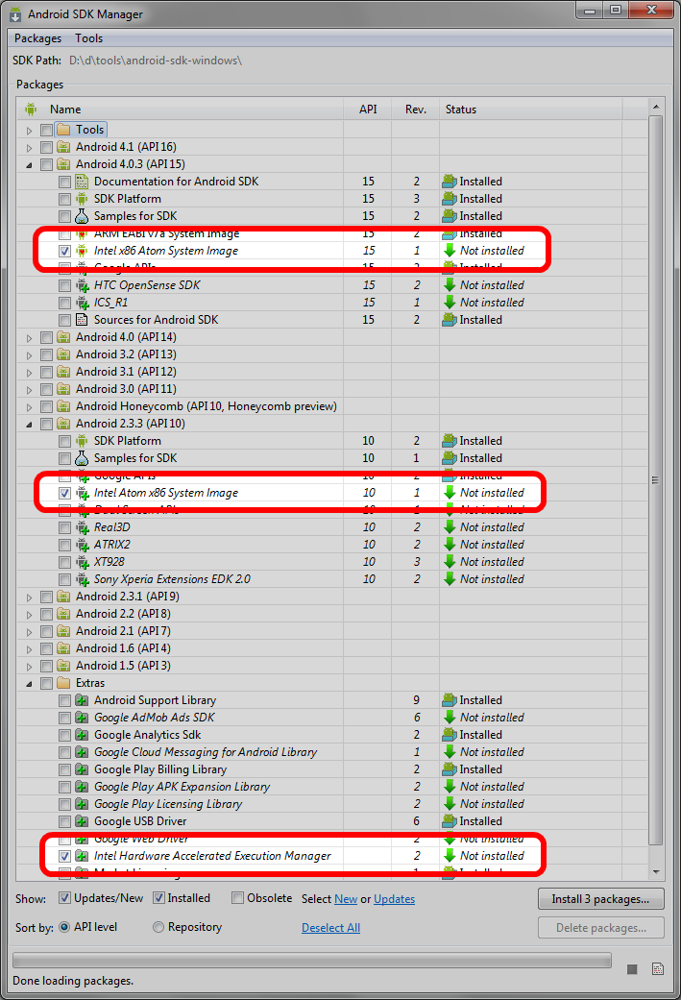 Android SDK Manager
Packages Tools
SDK Path: D:\d\tools\android-sdk-windows\
Packages
Name API Rev. Status
Tools
Android 4.1 (API 16)
Android 4.0.3 (API 15)
Documentation for Android SDK 15 2 Installed
SDK Platform 15 3 Installed
Samples for SDK 15 2 Installed
ARM EABI v7a System Image 15 2 Installed
Intel x86 Atom System Image 15 1 Not installed
Google APIs 15 2 Installed
HTC OpenSense SDK 15 2 Not installed
ICS_R1 15 1 Not installed
Sources for Android SDK 15 2 Installed
Android 4.0 (API 14)
Android 3.2 (API 13)
Android 3.1 (API 12)
Android 3.0 (API 11)
Android Honeycomb (API 10, Honeycomb preview)
Android 2.3.3 (API 10)
SDK Platform 10 2 Installed
Samples for SDK 10 1 Installed
Google APIs 10 2 Installed
Intel Atom x86 System Image 10 1 Not installed
Dual Screen APIs 10 1 Not installed
Real3D 10 2 Not installed
ATRIX2 10 2 Not installed
XT928 10 3 Not installed
Sony Xperia Extensions EDK 2.0 10 2 Not installed
Android 2.3.1 (API 9)
Android 2.2 (API 8)
Android 2.1 (API 7)
Android 1.6 (API 4)
Android 1.5 (API 3)
Extras
Android Support Library 9 Installed
Google AdMob Ads SDK 6 Not installed
Google Analytics Sdk 2 Installed
Google Cloud Messaging for Android Library 1 Not installed
Google Play Billing Library 2 Installed
Google Play APK Expansion Library 2 Not installed
Google Play Licensing Library 2 Not installed
Google USB Driver 6 Installed
Google Web Driver 2 Not installed
Intel Hardware Accelerated Execution Manager 2 Not installed
Installed
Show: Updates/New Installed Obsolete Select New or Updates Install 3 packages...
Sort by: API level Repository Deselect All Delete packages...
Done loading packages.